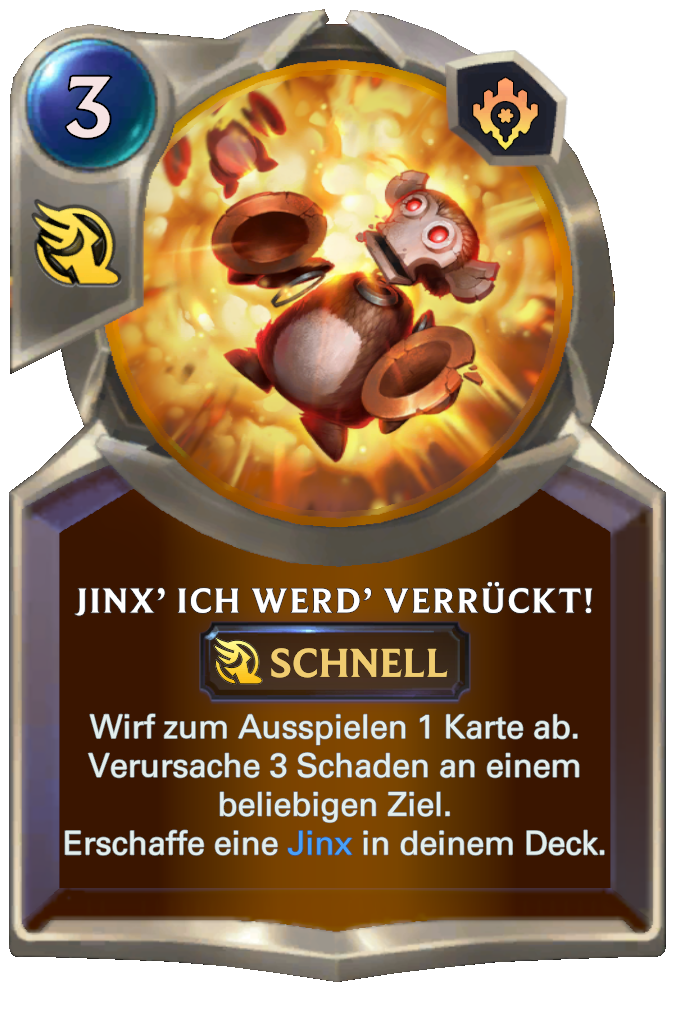 3
JINX’ ICH WERD’ VERRÜCKT!
SCHNELL
Wirf zum Ausspielen 1 Karte ab.
Verursache 3 Schaden an einem
beliebigen Ziel.
Erschaffe eine Jinx in deinem Deck.